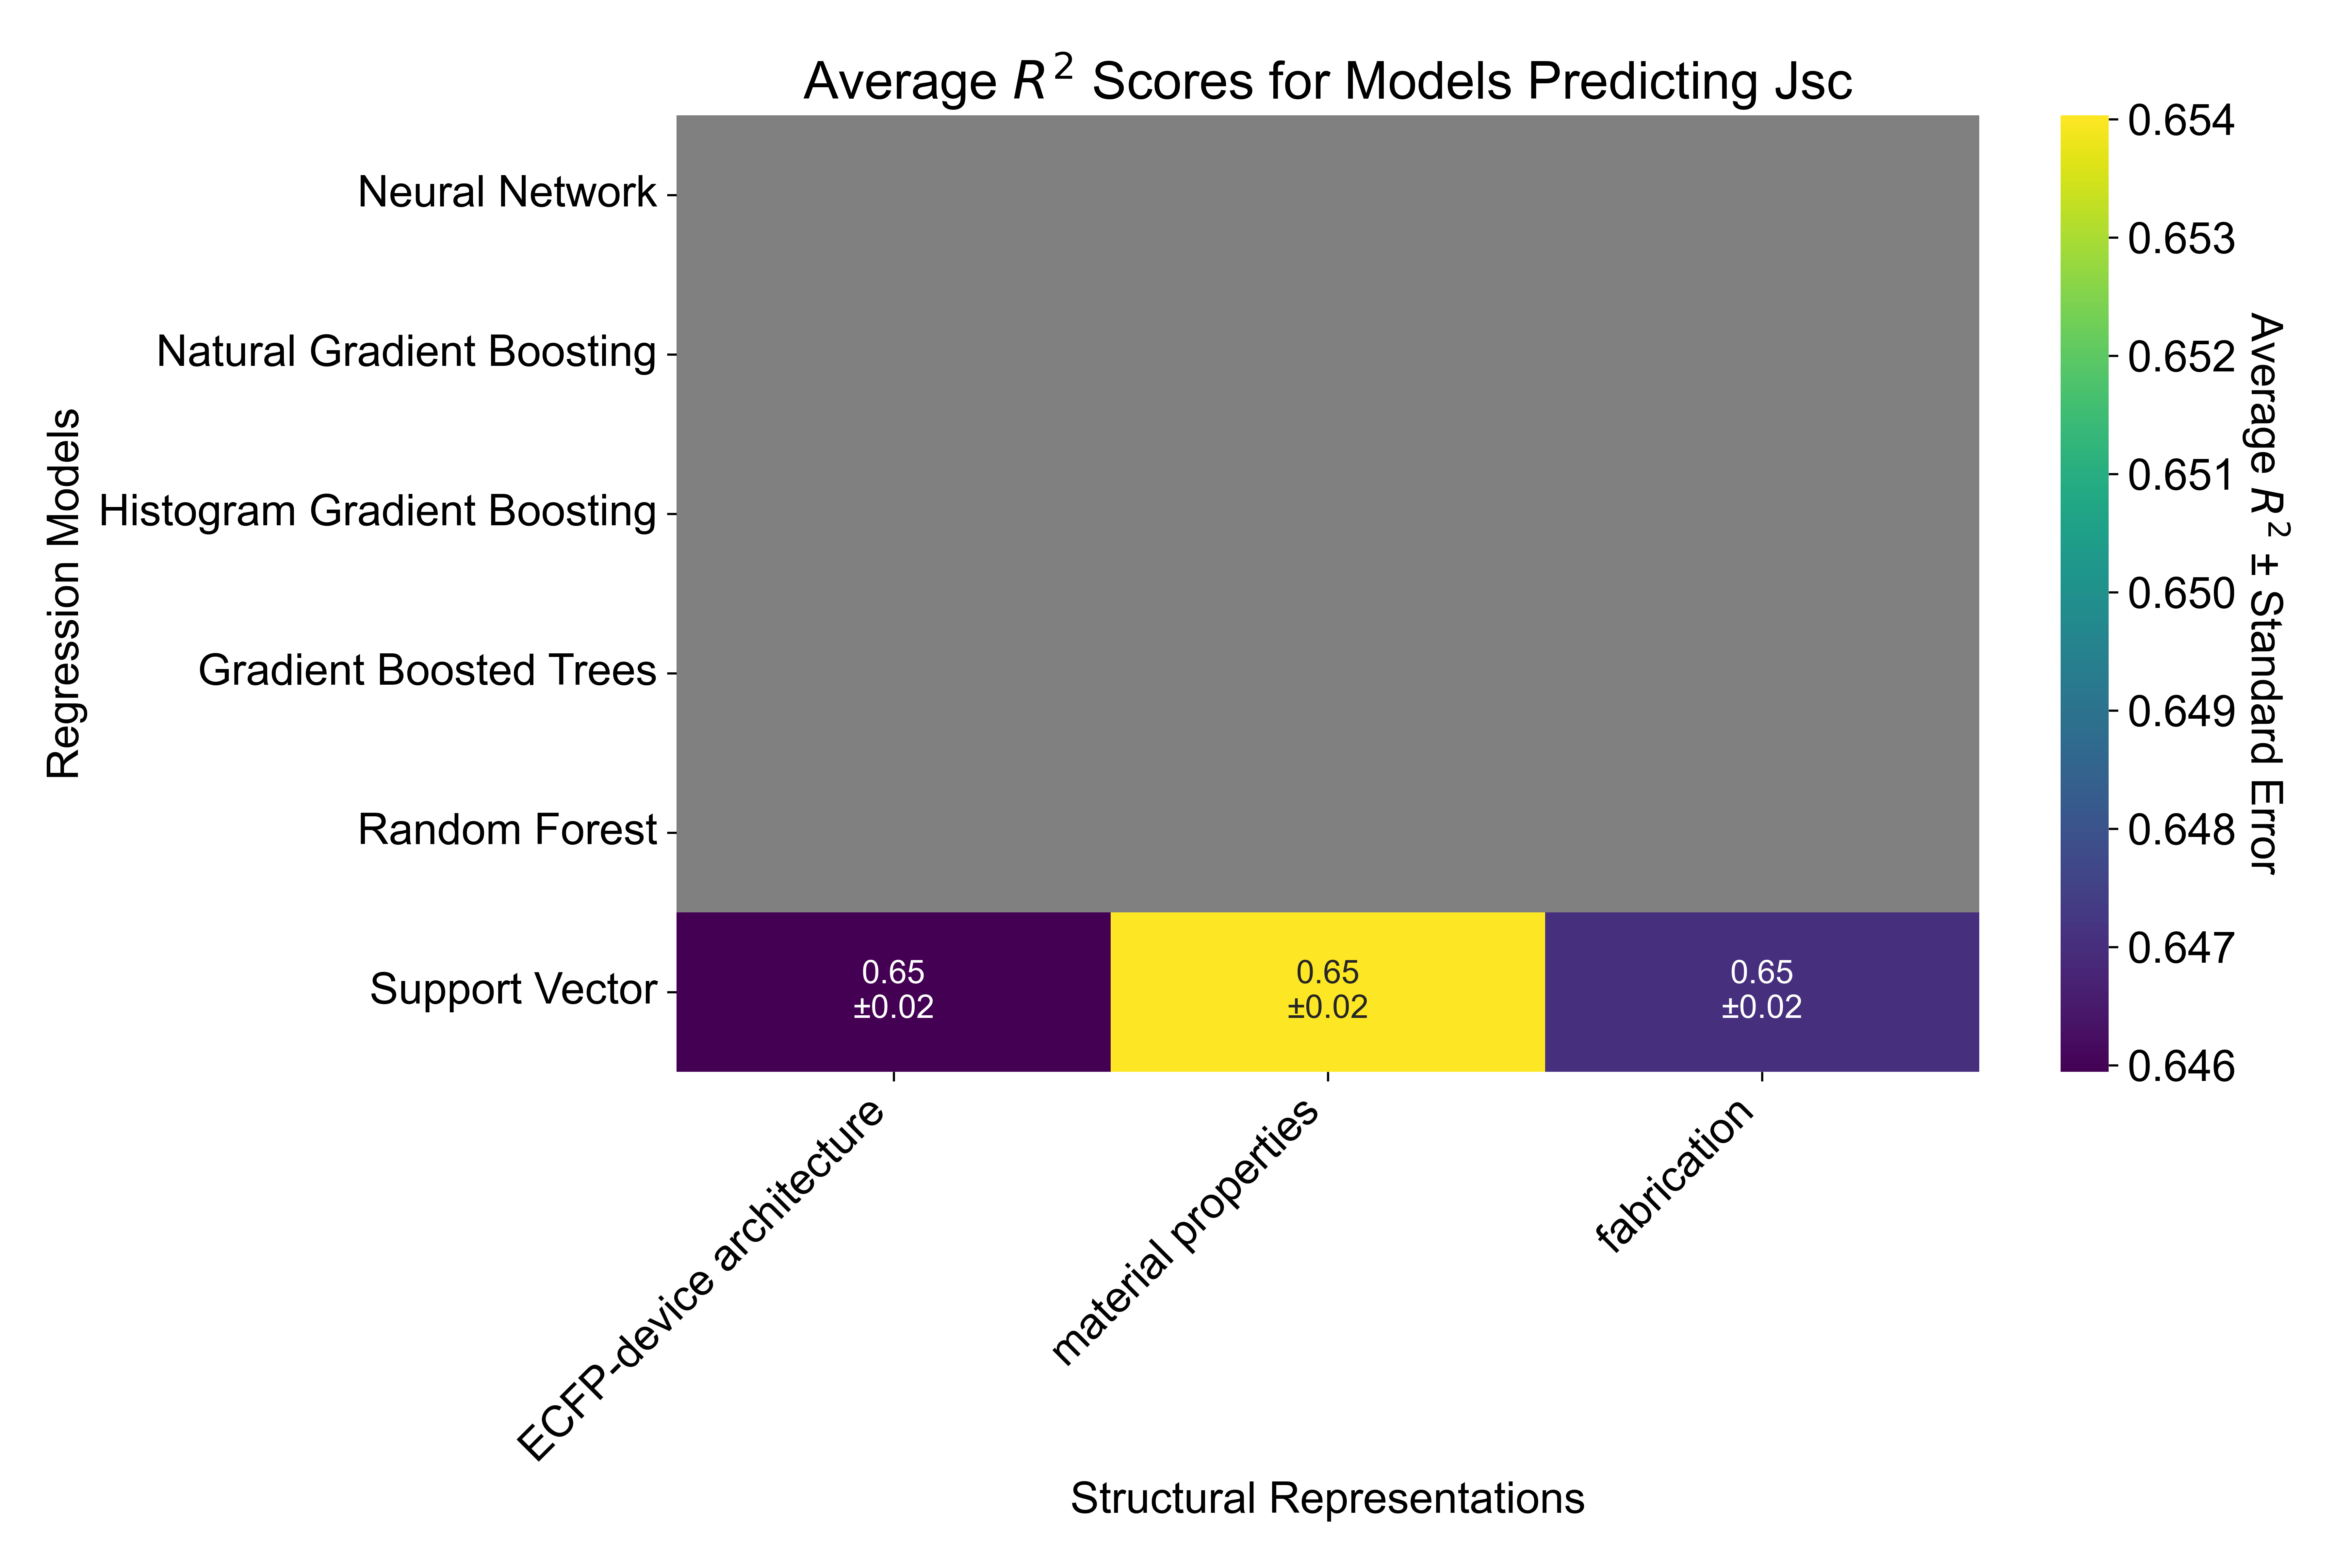 Average R² Scores for Models Predicting Jsc
Regression Models
Neural Network
Natural Gradient Boosting
Histogram Gradient Boosting
Gradient Boosted Trees
Random Forest
Support Vector
0.65
±0.02
0.65
±0.02
0.65
±0.02
ECFP-device architecture
material properties
fabrication
Structural Representations
0.654
0.653
0.652
0.651
0.650
0.649
0.648
0.647
0.646
Average R² ± Standard Error